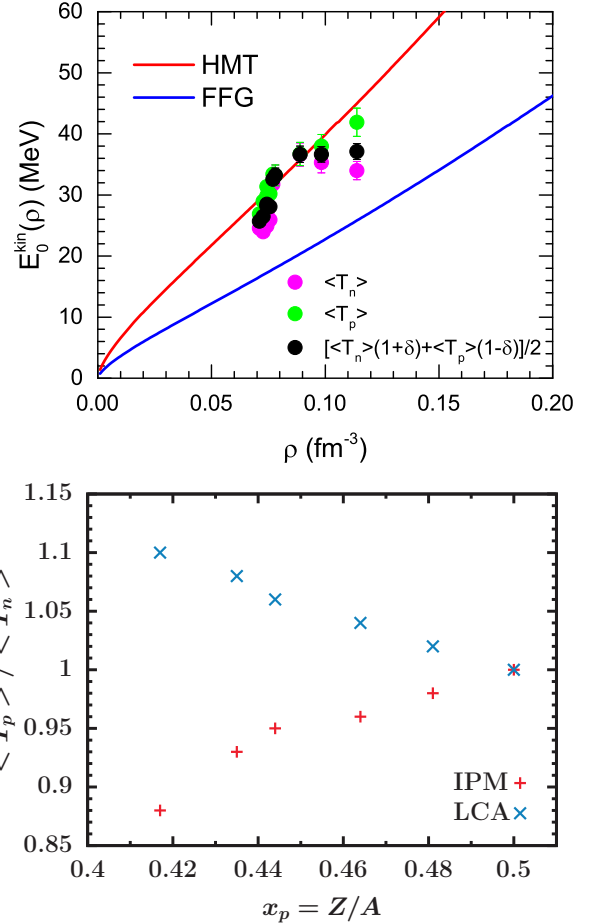 60
50
40
30
20
10
0
E₀ᵏⁱⁿ(ρ) (MeV)
HMT
FFG
<Tₙ>
<Tₚ>
[<Tₙ>(1+δ)+<Tₚ>(1-δ)]/2
0.00 0.05 0.10 0.15 0.20
ρ (fm⁻³)
1.15
1.1
1.05
1
0.95
0.9
0.85
< Tₚ > / < Tₙ >
IPM
LCA
0.4 0.42 0.44 0.46 0.48 0.5
xₚ = Z/A